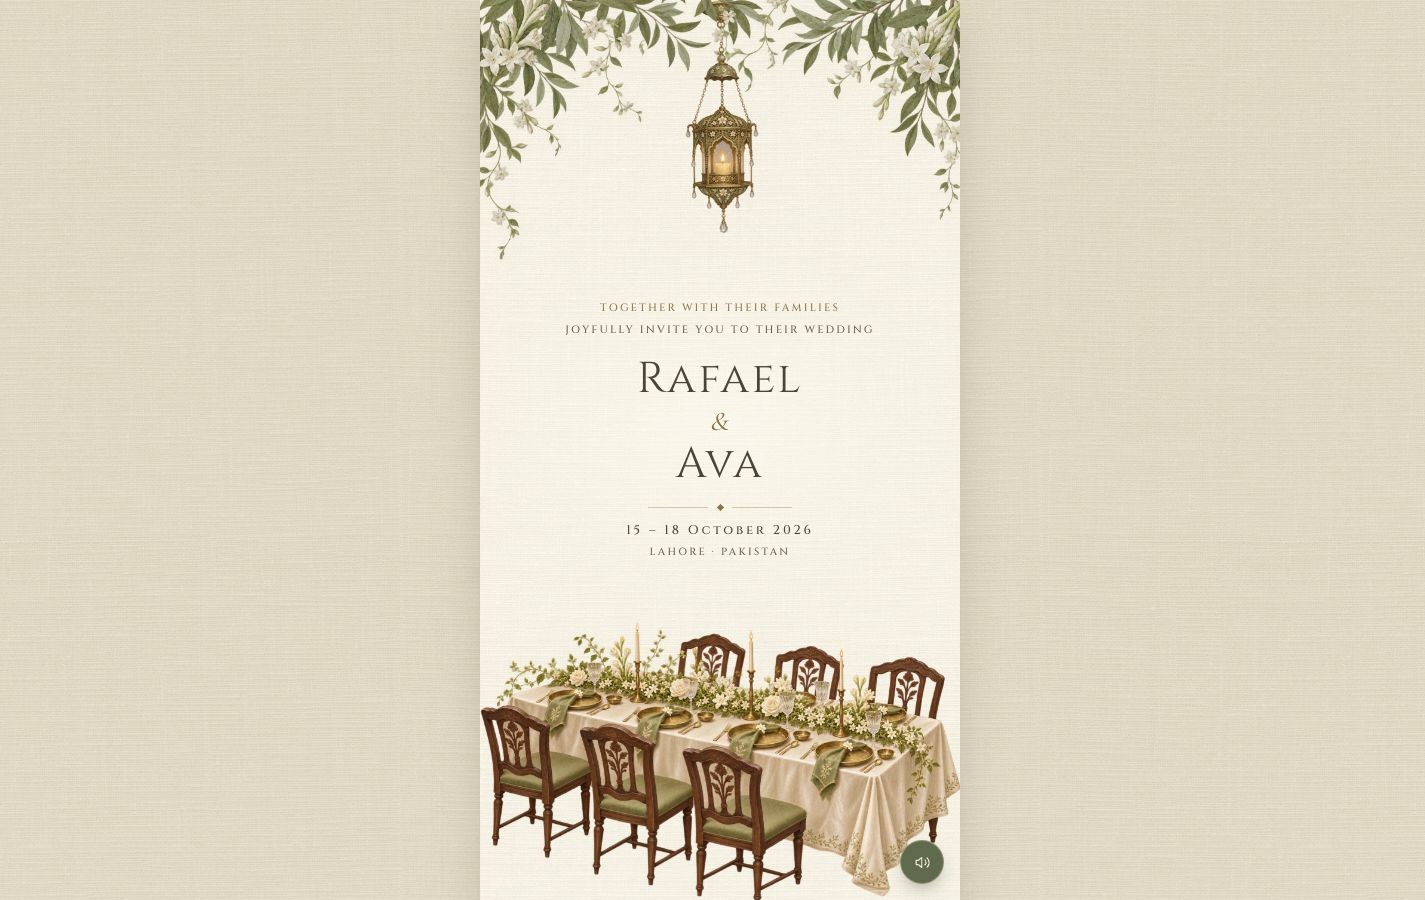 TOGETHER WITH THEIR FAMILIES
JOYFULLY INVITE YOU TO THEIR WEDDING
RAFAEL
&
AVA
15 – 18 OCTOBER 2026
LAHORE · PAKISTAN